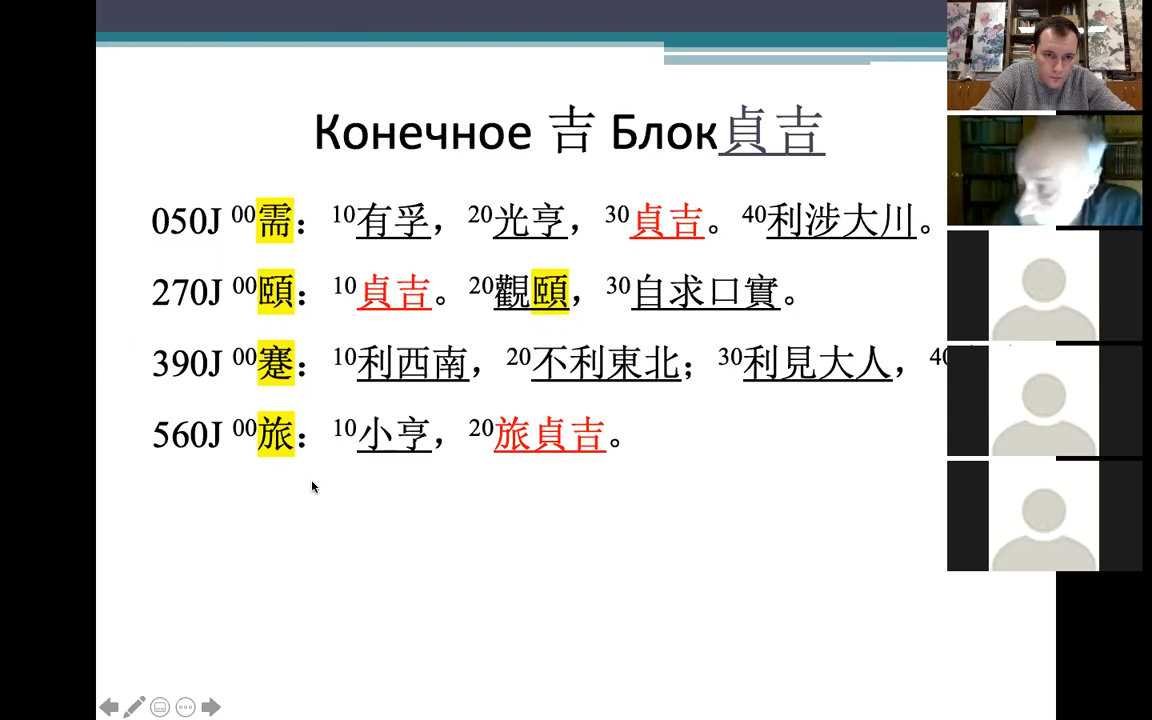 Конечное 吉 Блок貞吉
050J 00需：10有孚，20光亨，30貞吉。40利涉大川。
270J 00頤：10貞吉。20觀頤，30自求口實。
390J 00蹇：10利西南，20不利東北；30利見大人，40
560J 00旅：10小亨，20旅貞吉。